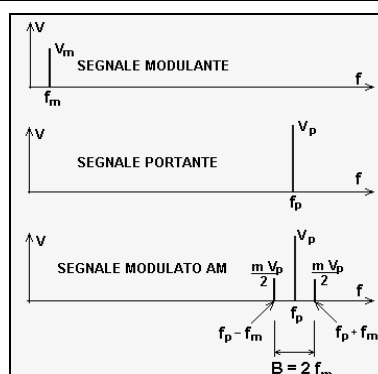 V
Vm
SEGNALE MODULANTE
fm
f
V
Vp
SEGNALE PORTANTE
f
fp
V
Vp
SEGNALE MODULATO AM
m Vp
2
m Vp
2
f
fp
fp - fm
fp + fm
B = 2 fm